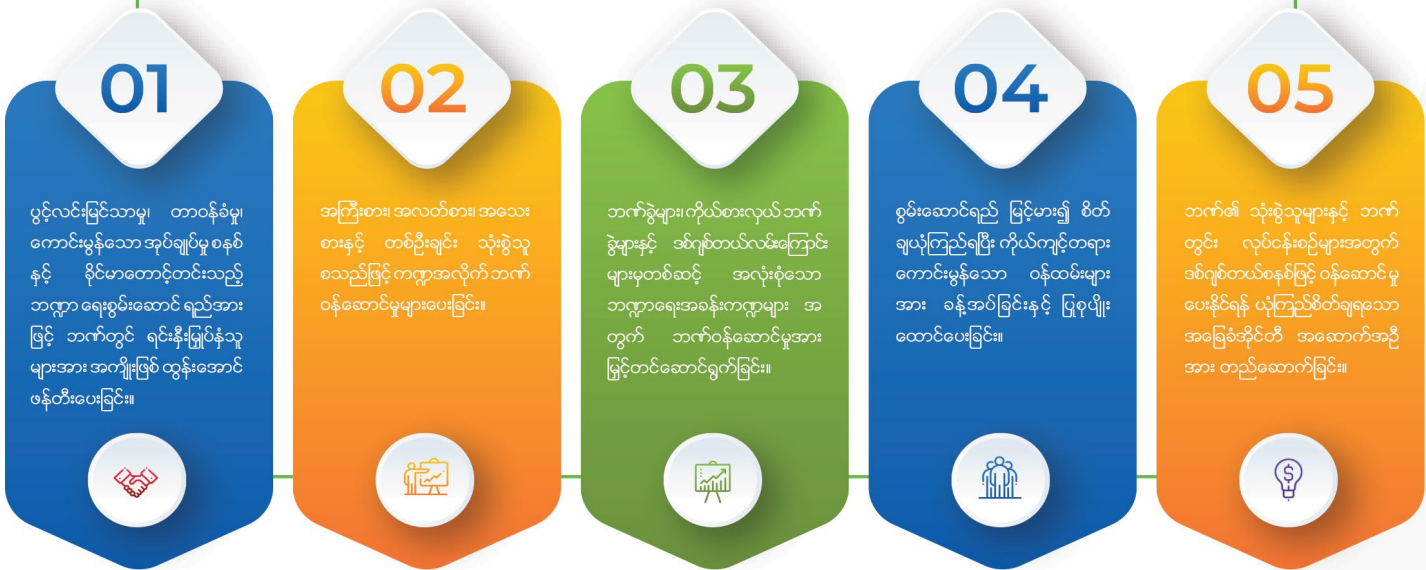 01
ပွင့်လင်းမြင်သာမှု၊ တာဝန်ခံမှု၊
ကောင်းမွန်သော အုပ်ချုပ်မှု စနစ်
နှင့် ခိုင်မာတောင့်တင်းသည့်
ဘဏ္ဍာ ရေးစွမ်းဆောင် ရည်အား
ဖြင့် ဘဏ်တွင် ရင်းနှီးမြှုပ်နှံသူ
များအား အကျိုးဖြစ် ထွန်းအောင်
ဖန်တီးပေးခြင်း။
02
အကြီးစား၊ အလတ်စား၊ အသေး
စားနှင့် တစ်ဦးချင်း သုံးစွဲသူ
စသည်ဖြင့် ကဏ္ဍအလိုက် ဘဏ်
ဝန်ဆောင်မှုများပေးခြင်း။
03
ဘဏ်ခွဲများ၊ ကိုယ်စားလှယ် ဘဏ်
ခွဲများနှင့် ဒစ်ဂျစ်တယ်လမ်းကြောင်း
များမှတစ်ဆင့် အလုံးစုံသော
ဘဏ္ဍာရေးအခန်းကဏ္ဍများ အ
တွက် ဘဏ်ဝန်ဆောင်မှုအား
မြှင့်တင်ဆောင်ရွက်ခြင်း။
04
စွမ်းဆောင်ရည် မြင့်မား၍ စိတ်
ချယုံကြည်ရပြီး ကိုယ်ကျင့်တရား
ကောင်းမွန်သော ဝန်ထမ်းများ
အား ခန့်အပ်ခြင်းနှင့် ပြုစုပျိုး
ထောင်ပေးခြင်း။
05
ဘဏ်၏ သုံးစွဲသူများနှင့် ဘဏ်
တွင်း လုပ်ငန်းစဉ်များအတွက်
ဒစ်ဂျစ်တယ်စနစ်ဖြင့် ဝန်ဆောင်မှု
ပေးနိုင်ရန် ယုံကြည်စိတ်ချရသော
အခြေခံအိုင်တီ အဆောက်အဦ
အား တည်ဆောက်ခြင်း။